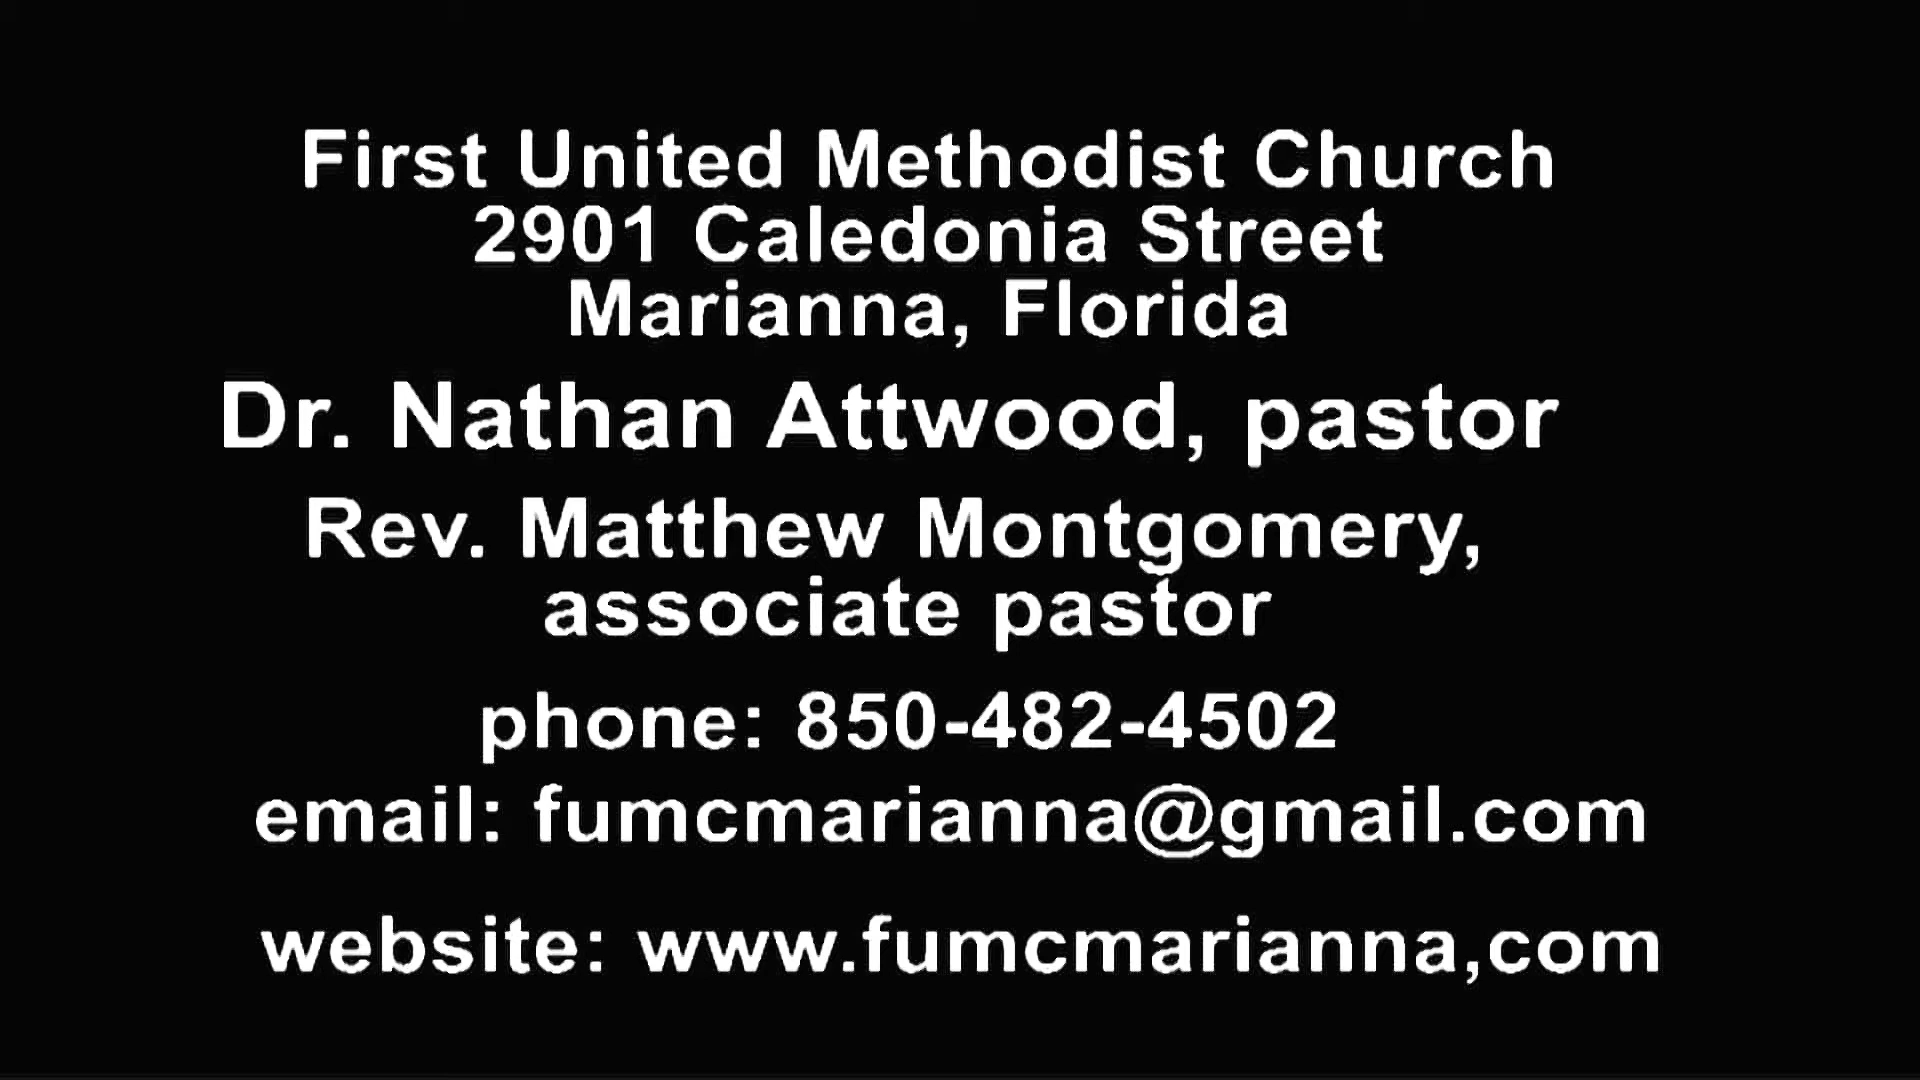 First United Methodist Church
2901 Caledonia Street
Marianna, Florida
Dr. Nathan Attwood, pastor
Rev. Matthew Montgomery,
associate pastor
phone: 850-482-4502
email: fumcmarianna@gmail.com
website: www.fumcmarianna,com